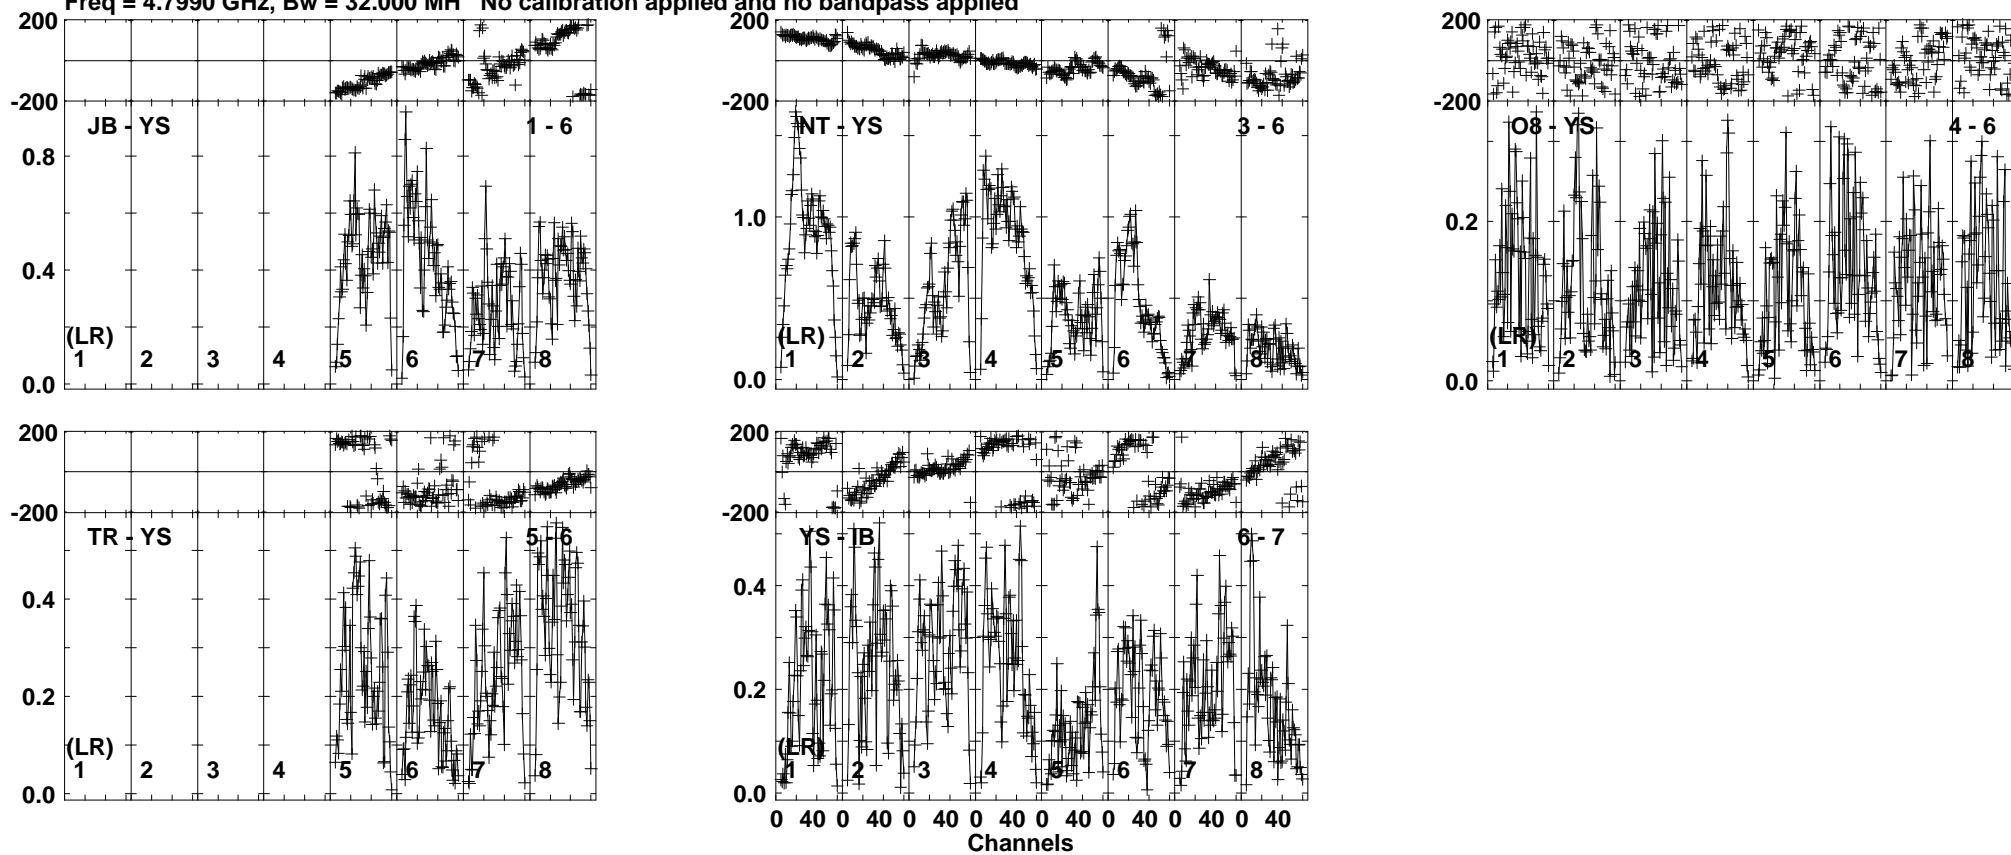 Freq = 4.7990 GHz, Bw = 32.000 MH No calibration applied and no bandpass applied
200
-200
JB - YS
1 - 6
0.8
0.4
0.0
(LR)
1 2 3 4 5 6 7 8
200
-200
NT - YS
3 - 6
1.0
0.0
(LR)
1 2 3 4 5 6 7 8
200
-200
O8 - YS
4 - 6
0.2
0.0
(LR)
1 2 3 4 5 6 7 8
200
-200
TR - YS
5 - 6
0.4
0.2
0.0
(LR)
1 2 3 4 5 6 7 8
200
-200
YS - IB
6 - 7
0.4
0.2
0.0
(LR)
1 2 3 4 5 6 7 8
0 40 0 40 0 40 0 40 0 40 0 40 0 40 0 40
Channels